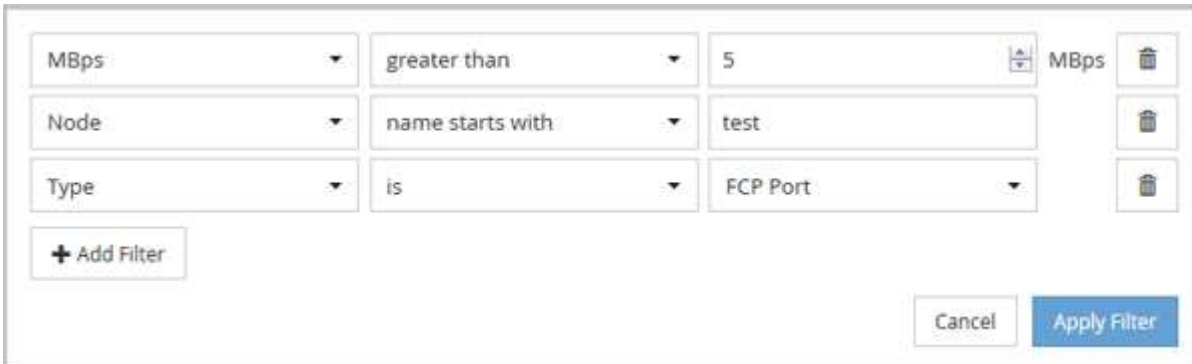 MBps greater than 5 MBps
Node name starts with test
Type is FCP Port
+ Add Filter
Cancel Apply Filter